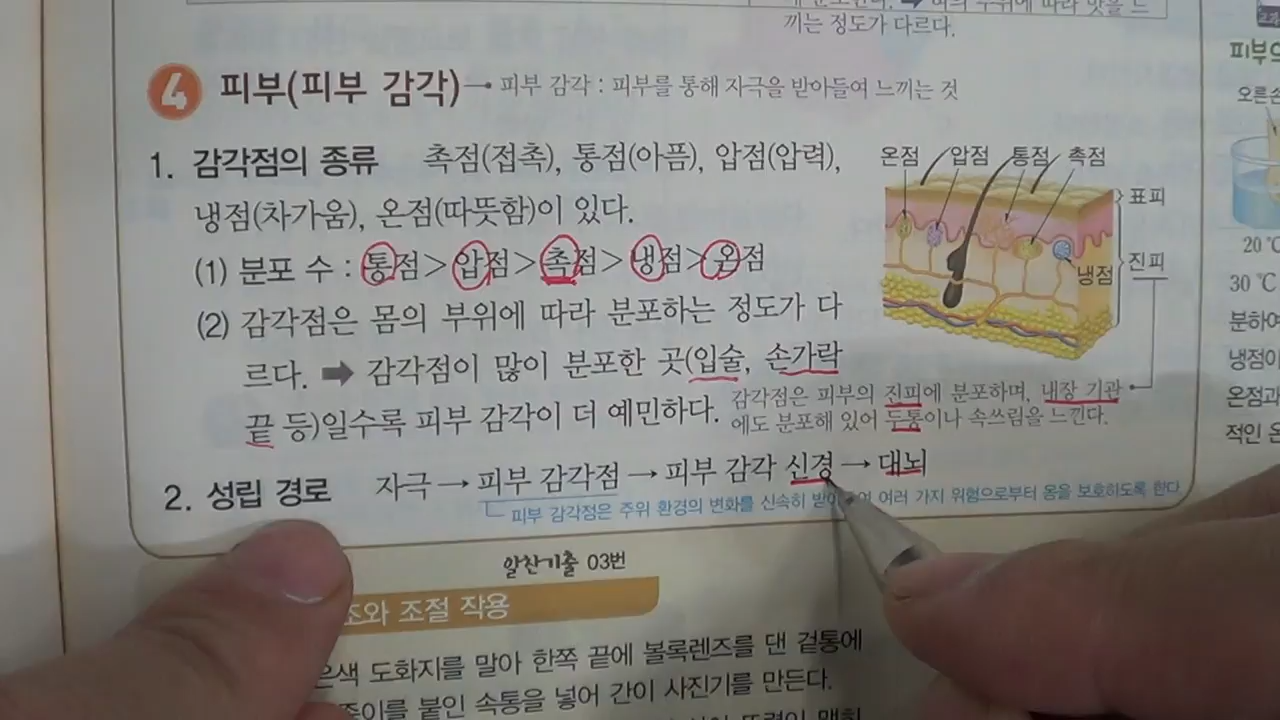 따라 맛을 느
끼는 정도가 다르다.
4 피부(피부 감각) → 피부 감각 : 피부를 통해 자극을 받아들여 느끼는 것
1. 감각점의 종류 촉점(접촉), 통점(아픔), 압점(압력),
냉점(차가움), 온점(따뜻함)이 있다.
(1) 분포 수 : 통점>압점>촉점>냉점>온점
(2) 감각점은 몸의 부위에 따라 분포하는 정도가 다
르다. ➡ 감각점이 많이 분포한 곳(입술, 손가락
끝 등)일수록 피부 감각이 더 예민하다.
온점 압점 통점 촉점
표피
진피
냉점
감각점은 피부의 진피에 분포하며, 내장 기관
에도 분포해 있어 두통이나 속쓰림을 느낀다.
2. 성립 경로 자극 → 피부 감각점 → 피부 감각 신경 → 대뇌
피부 감각점은 주위 환경의 변화를 신속히 여러 가지 위험으로부터 몸을 보호하도록 한다
알찬기출 03번
조절 작용
도화지를 말아 한쪽 끝에 볼록렌즈를 댄 겉통에
붙인 속통을 넣어 간이 사진기를 만든다.
피부의
오른손
20 ℃
30 ℃
분하여
냉점이
온점과
적인 온